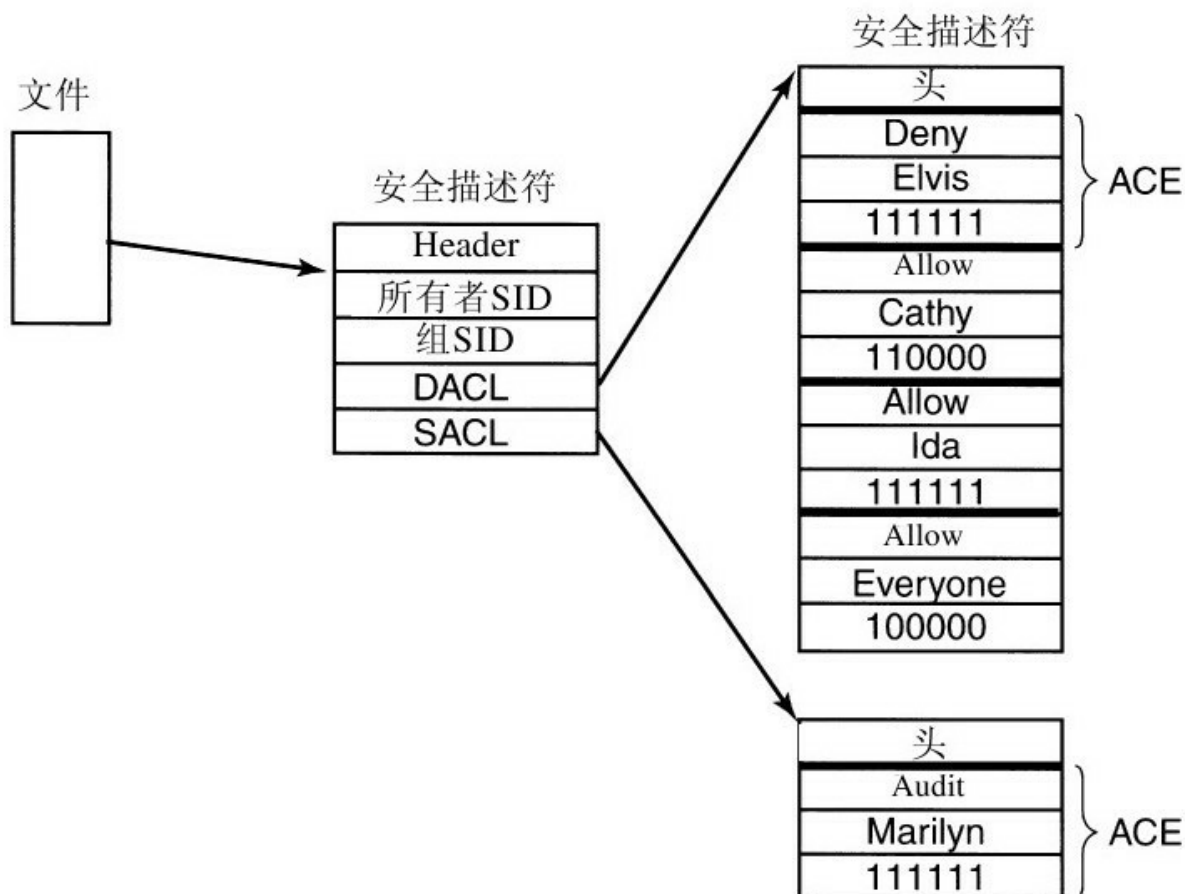 文件
安全描述符
Header
所有者SID
组SID
DACL
SACL
安全描述符
头
Deny
Elvis
111111
ACE
Allow
Cathy
110000
Allow
Ida
111111
Allow
Everyone
100000
头
Audit
Marilyn
111111
ACE